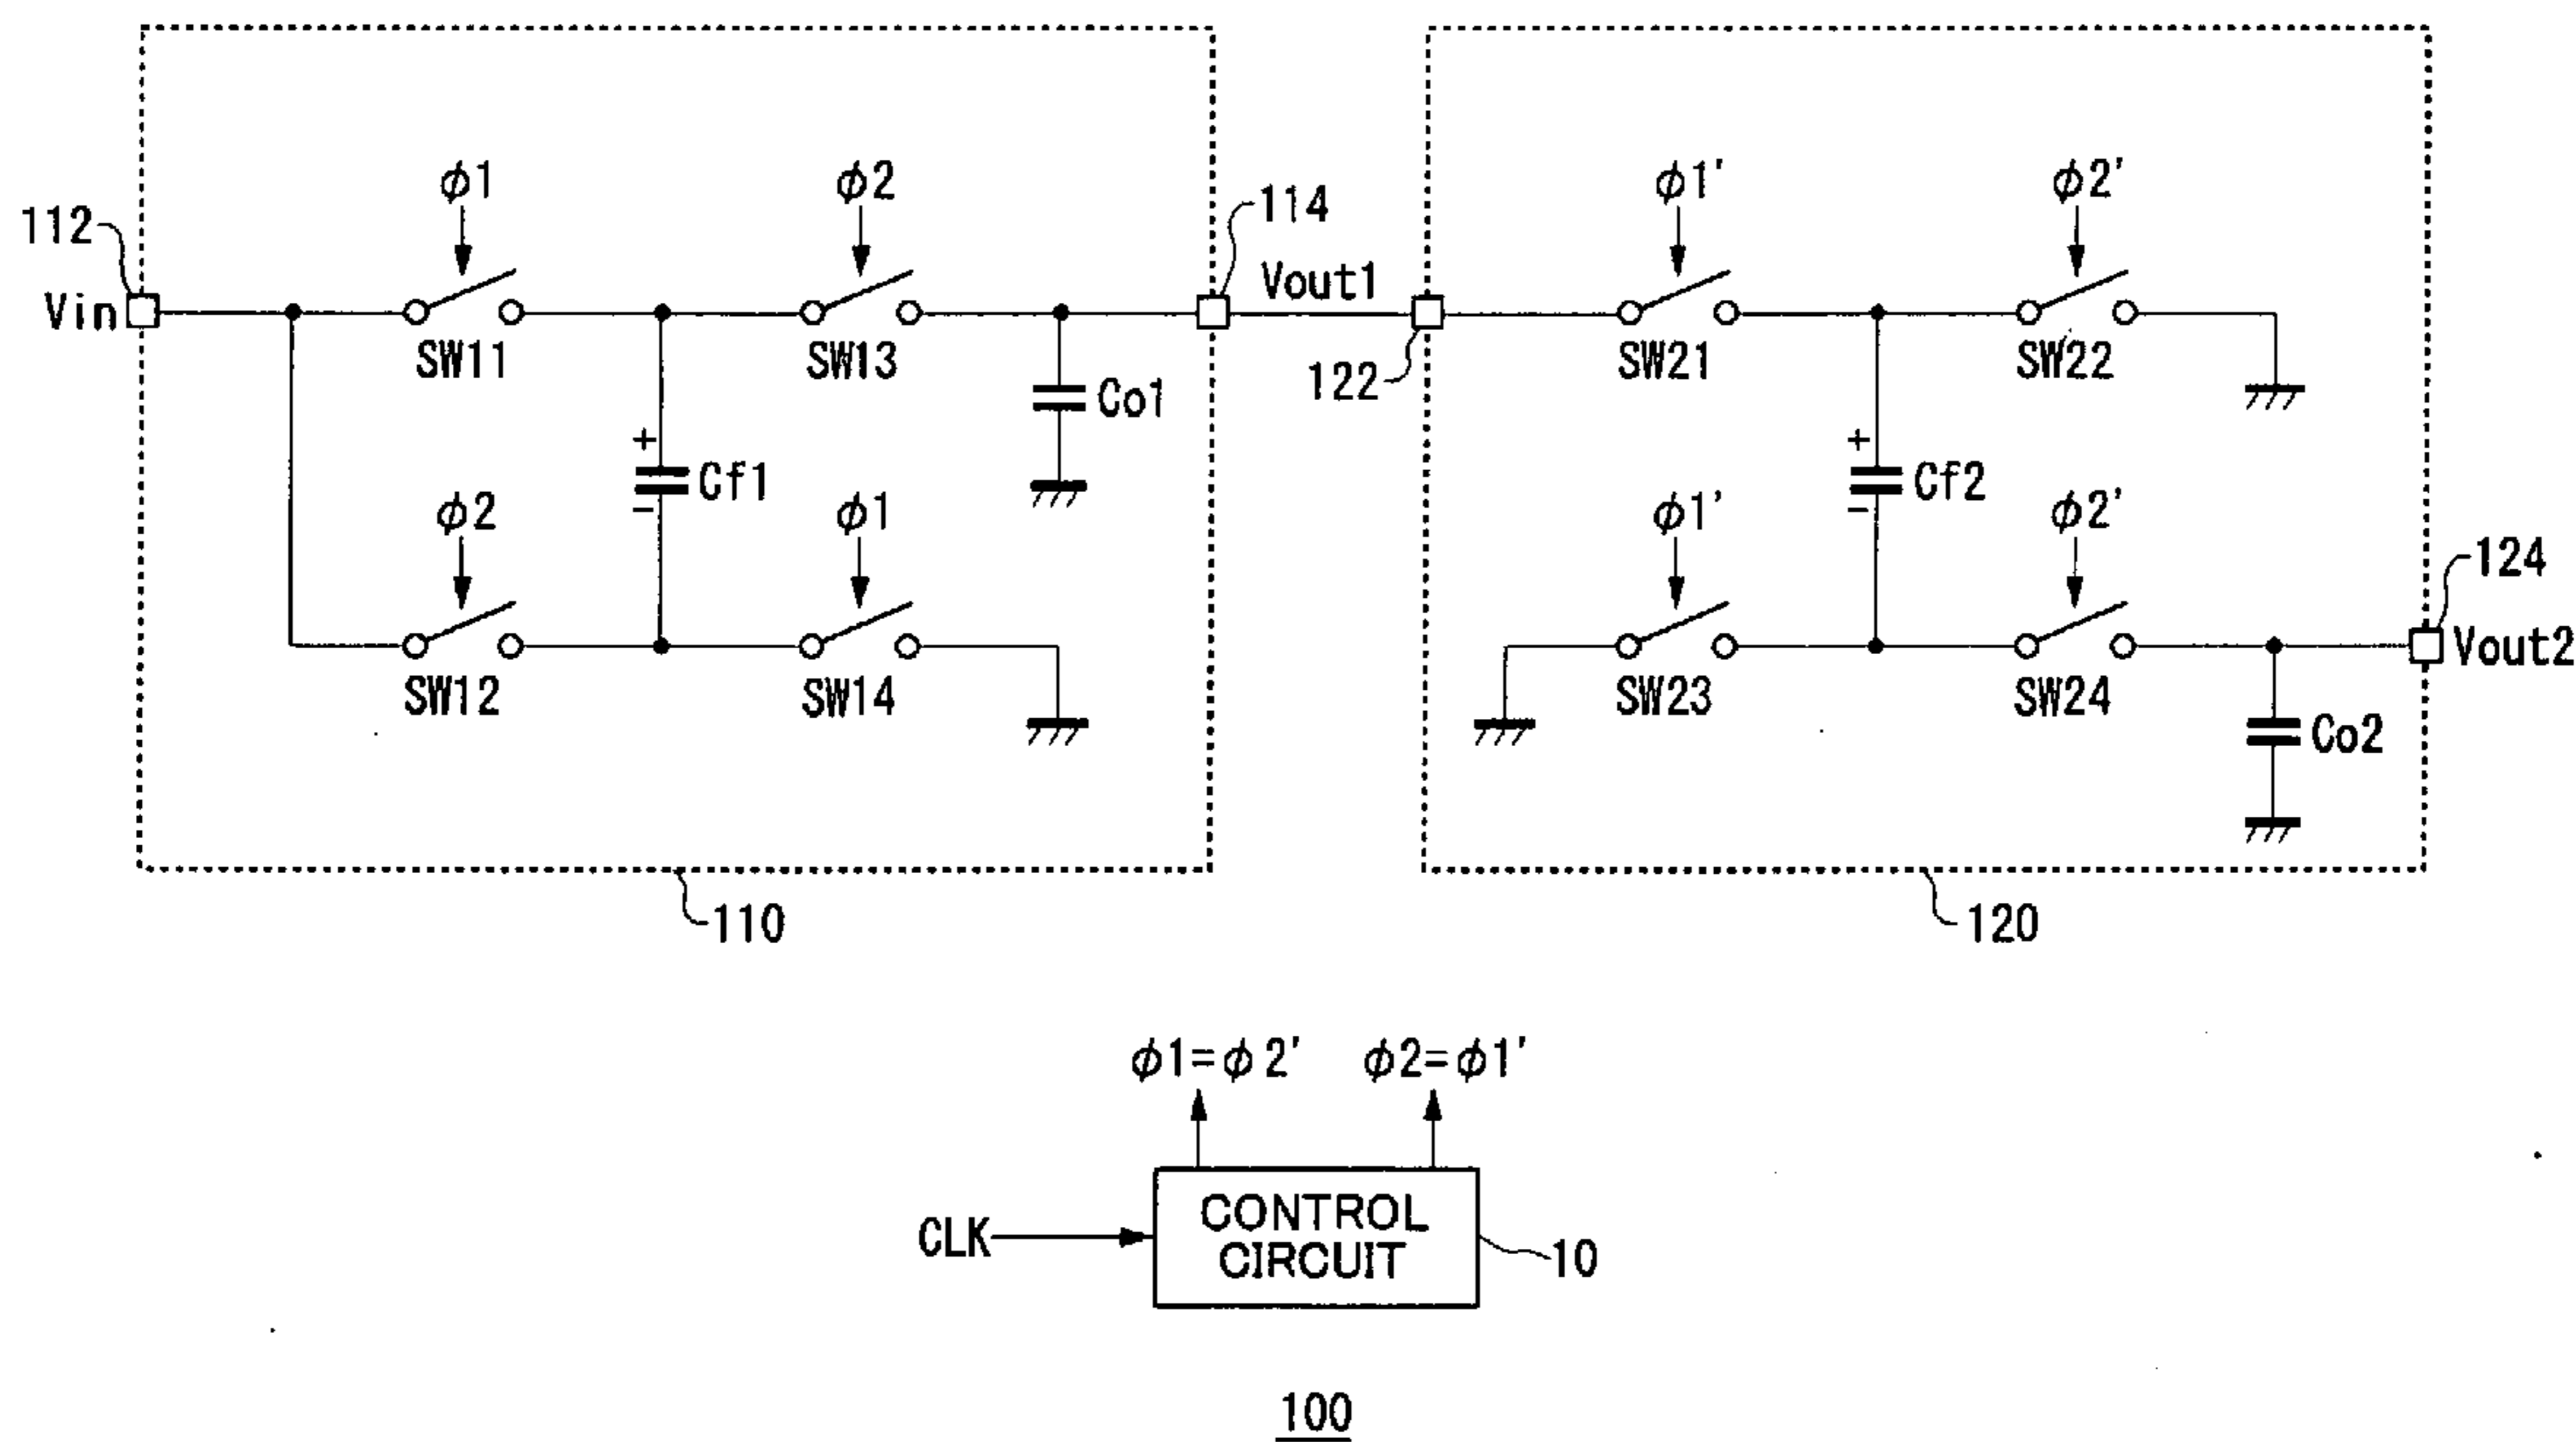 ϕ1
ϕ2
ϕ1'
ϕ2'
112
114
Vin
Vout1
SW11
SW13
122
SW21
SW22
Co1
+
Cf1
−
+
Cf2
−
ϕ2
ϕ1
ϕ1'
ϕ2'
124
SW12
SW14
SW23
SW24
Vout2
Co2
110
120
ϕ1=ϕ2'
ϕ2=ϕ1'
CLK
CONTROL
CIRCUIT
10
100